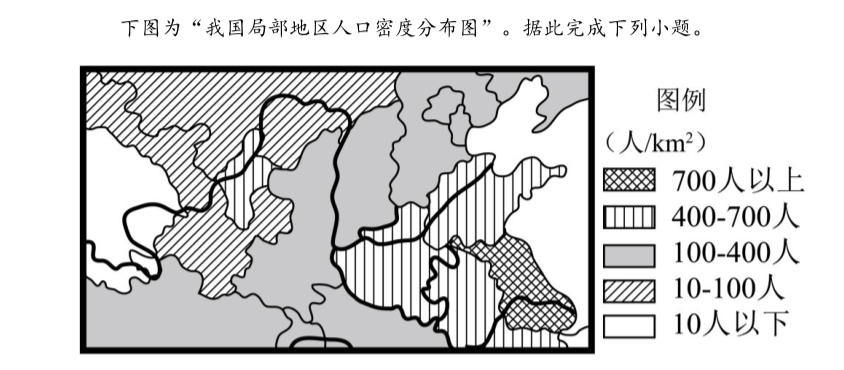 下图为“我国局部地区人口密度分布图”。据此完成下列小题。
图例
（人/km²）
700人以上
400-700人
100-400人
10-100人
10人以下